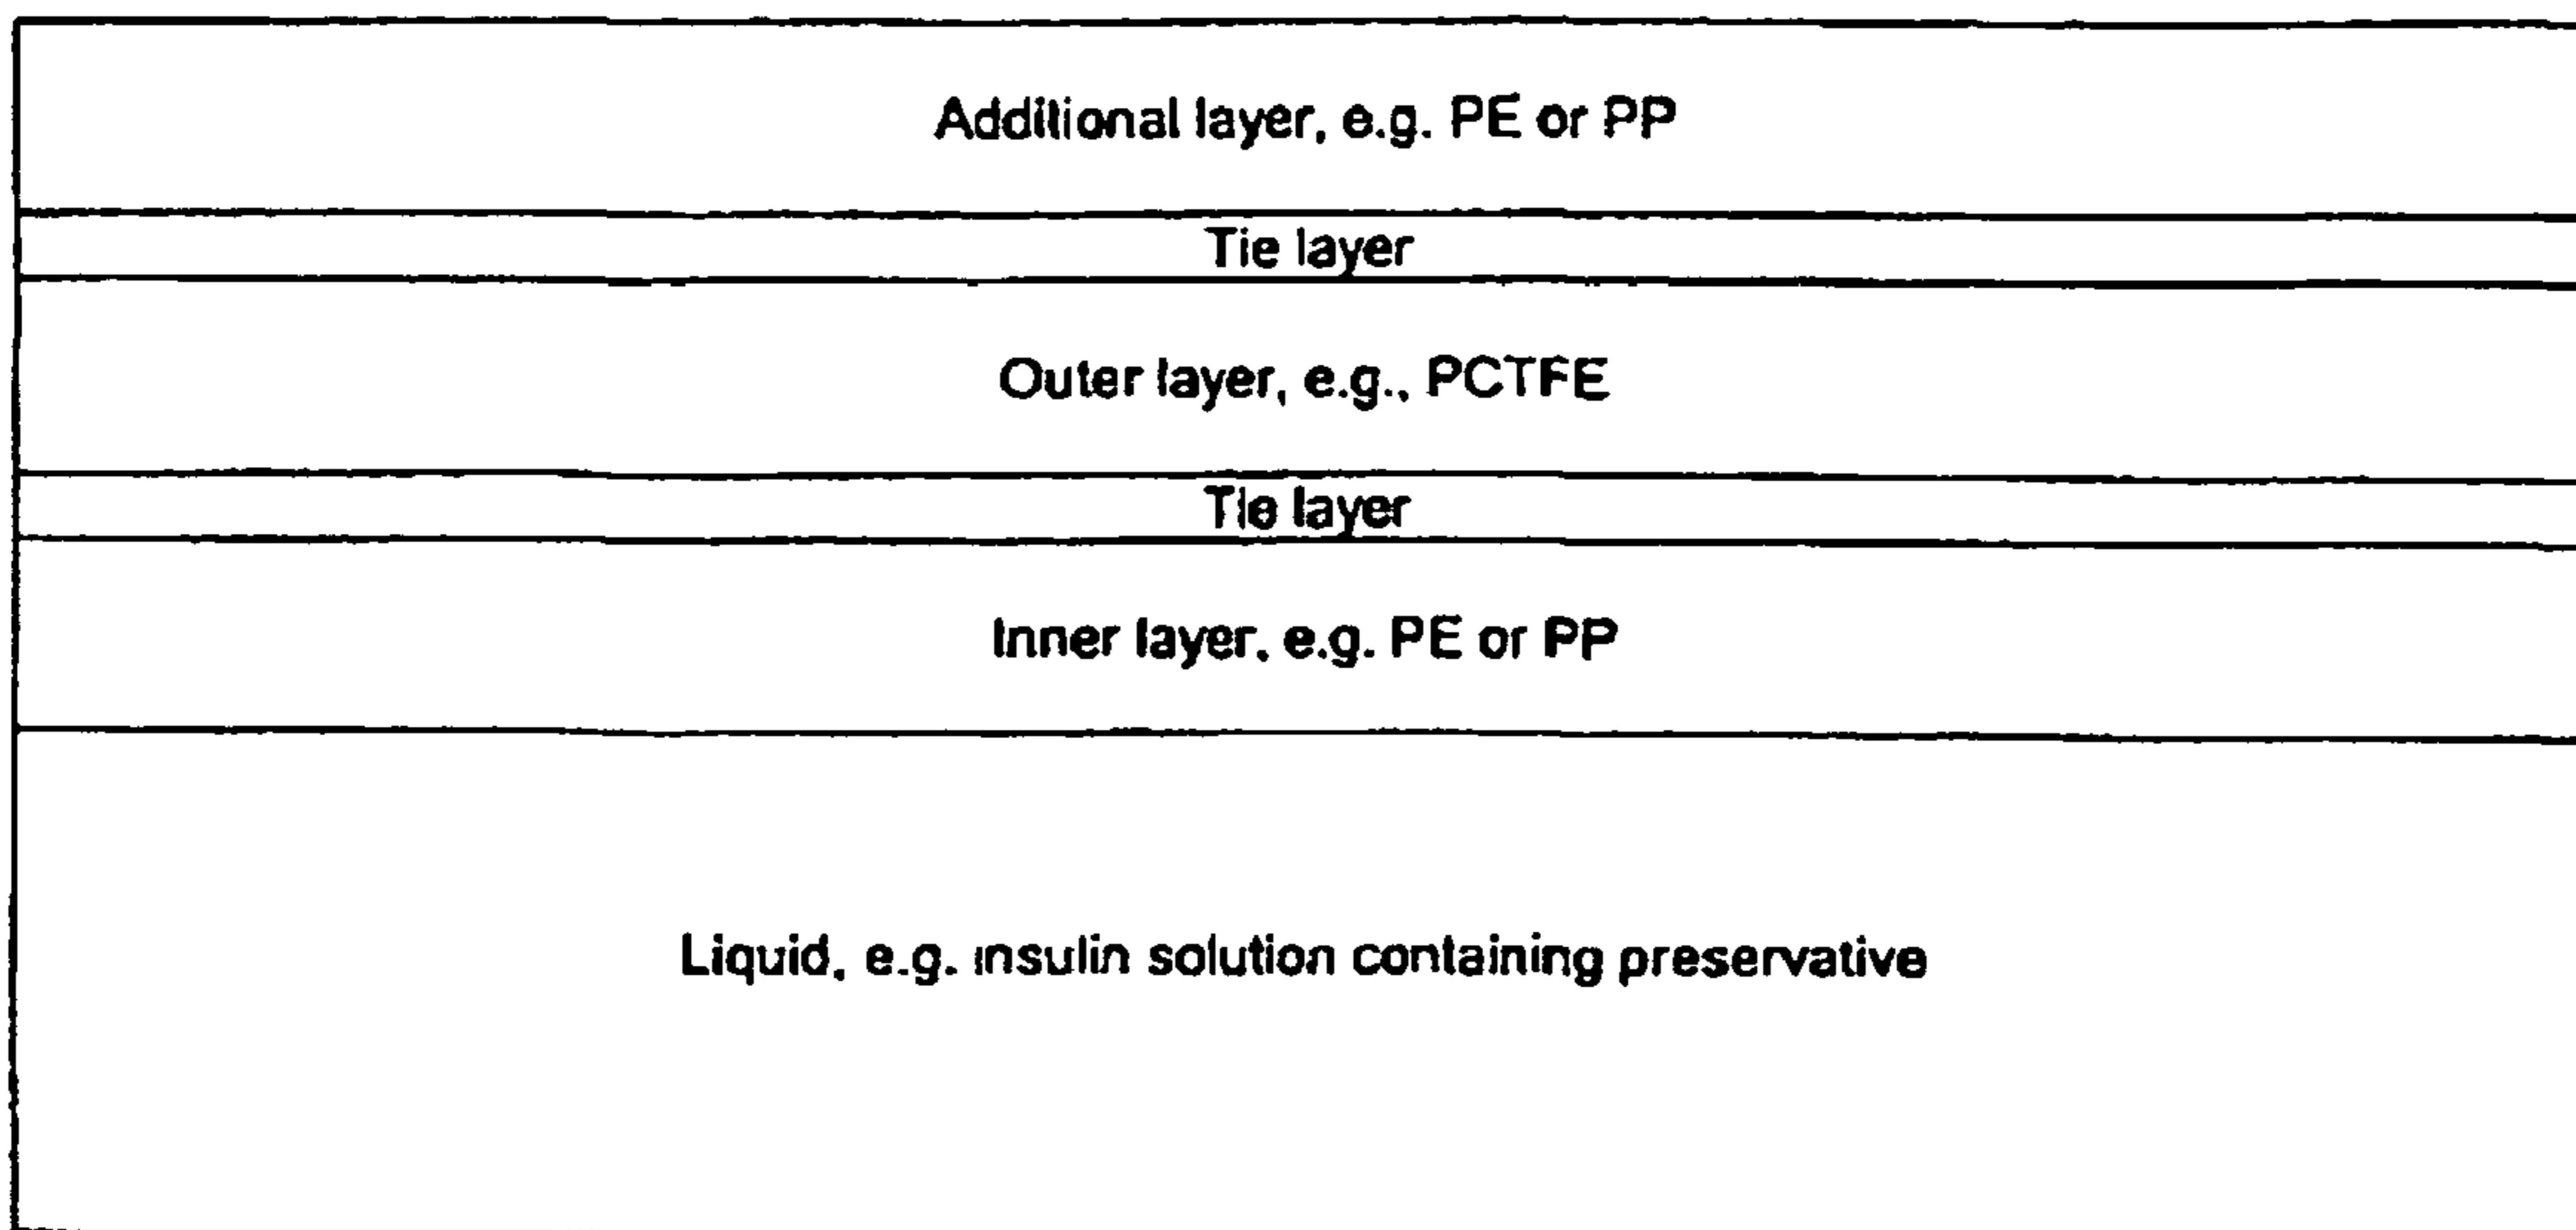 Additional layer, e.g. PE or PP
Tie layer
Outer layer, e.g., PCTFE
Tie layer
Inner layer, e.g. PE or PP
Liquid, e.g. insulin solution containing preservative